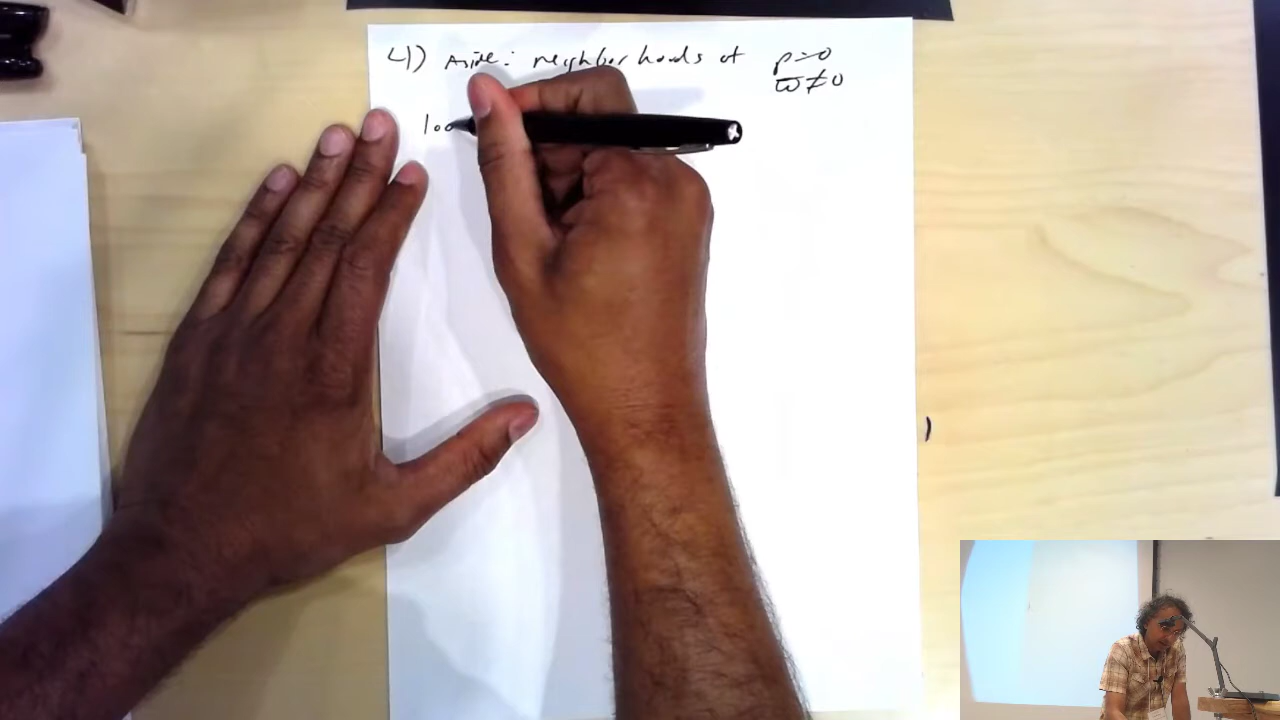 4) Aside: neighborhoods of ρ=0
ϖ≠0
loo